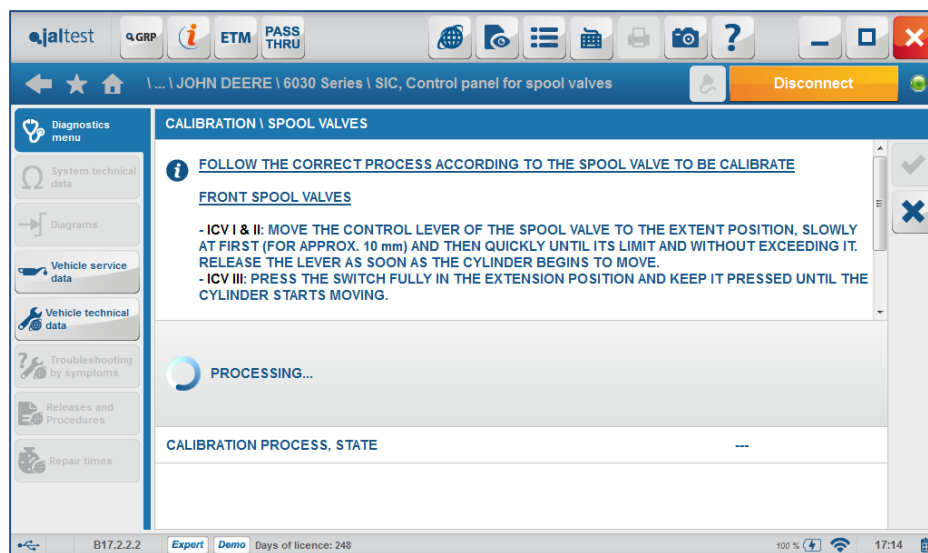 jaltest
GRP
i
ETM
PASS
THRU
?
\ ... \ JOHN DEERE \ 6030 Series \ SIC, Control panel for spool valves
Disconnect
Diagnostics
menu
System technical
data
Diagrams
Vehicle service
data
Vehicle technical
data
Troubleshooting
by symptoms
Releases and
Procedures
Repair times
CALIBRATION \ SPOOL VALVES
FOLLOW THE CORRECT PROCESS ACCORDING TO THE SPOOL VALVE TO BE CALIBRATE
FRONT SPOOL VALVES
- ICV I & II: MOVE THE CONTROL LEVER OF THE SPOOL VALVE TO THE EXTENT POSITION, SLOWLY
AT FIRST (FOR APPROX. 10 mm) AND THEN QUICKLY UNTIL ITS LIMIT AND WITHOUT EXCEEDING IT.
RELEASE THE LEVER AS SOON AS THE CYLINDER BEGINS TO MOVE.
- ICV III: PRESS THE SWITCH FULLY IN THE EXTENSION POSITION AND KEEP IT PRESSED UNTIL THE
CYLINDER STARTS MOVING.
PROCESSING...
CALIBRATION PROCESS, STATE ---
B17.2.2.2 Expert Demo Days of licence: 248 100 % 17:14